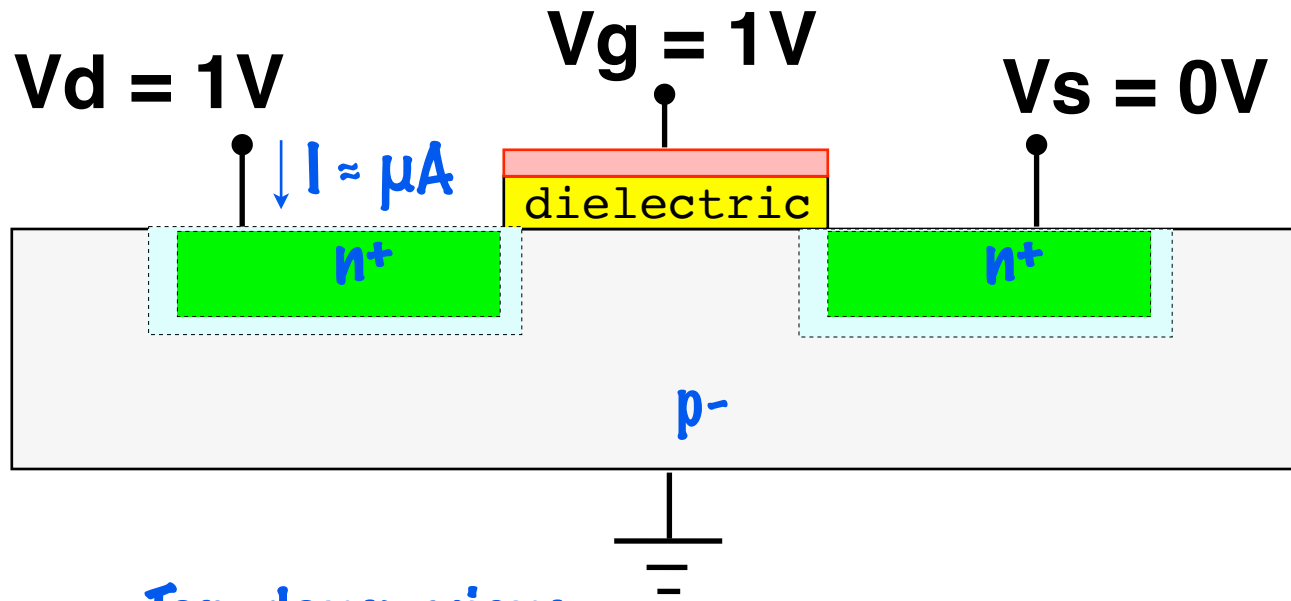 Vg = 1V
Vd = 1V
Vs = 0V
I ≈ μA
dielectric
n+
n+
p-